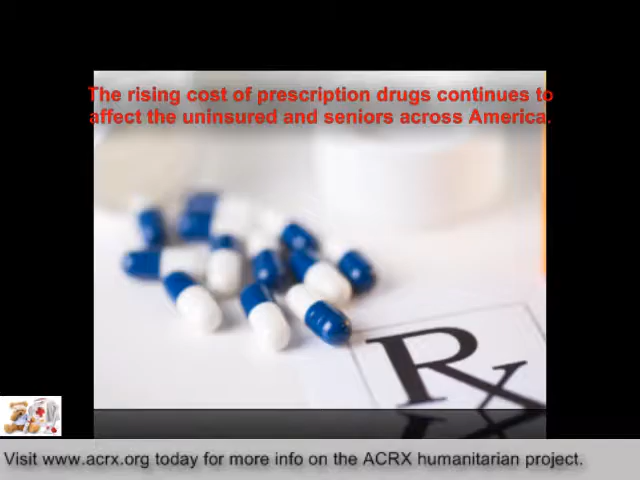 The rising cost of prescription drugs continues to
affect the uninsured and seniors across America.
Rx
Visit www.acrx.org today for more info on the ACRX humanitarian project.